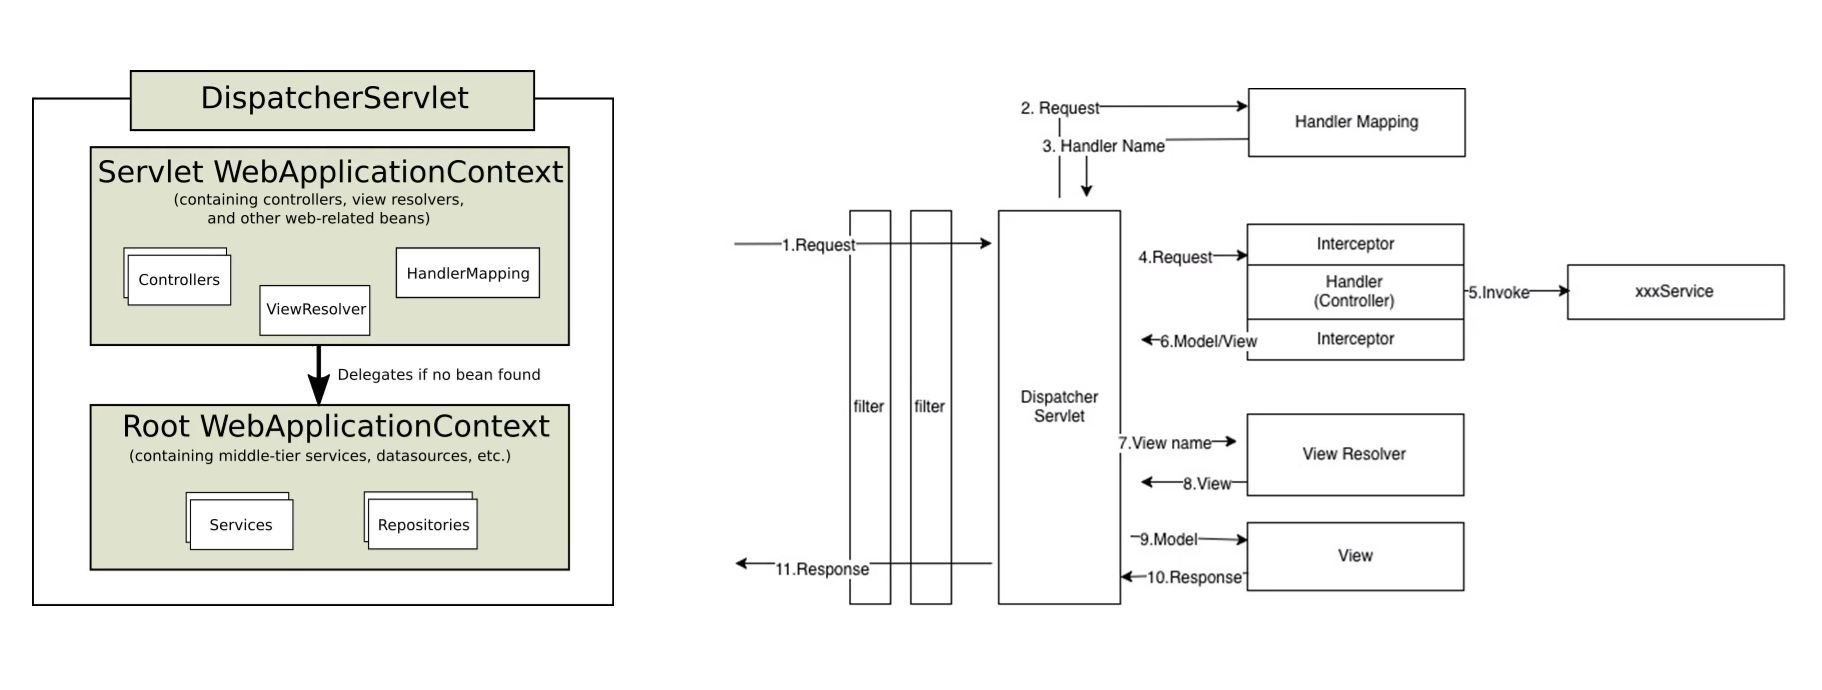 DispatcherServlet
Servlet WebApplicationContext
(containing controllers, view resolvers,
and other web-related beans)
Controllers
ViewResolver
HandlerMapping
Delegates if no bean found
Root WebApplicationContext
(containing middle-tier services, datasources, etc.)
Services
Repositories
2. Request
Handler Mapping
3. Handler Name
1.Request
filter
filter
Dispatcher
Servlet
4.Request
Interceptor
Handler
(Controller)
5.Invoke
xxxService
6.Model/View
Interceptor
7.View name
View Resolver
8.View
9.Model
View
10.Response
11.Response